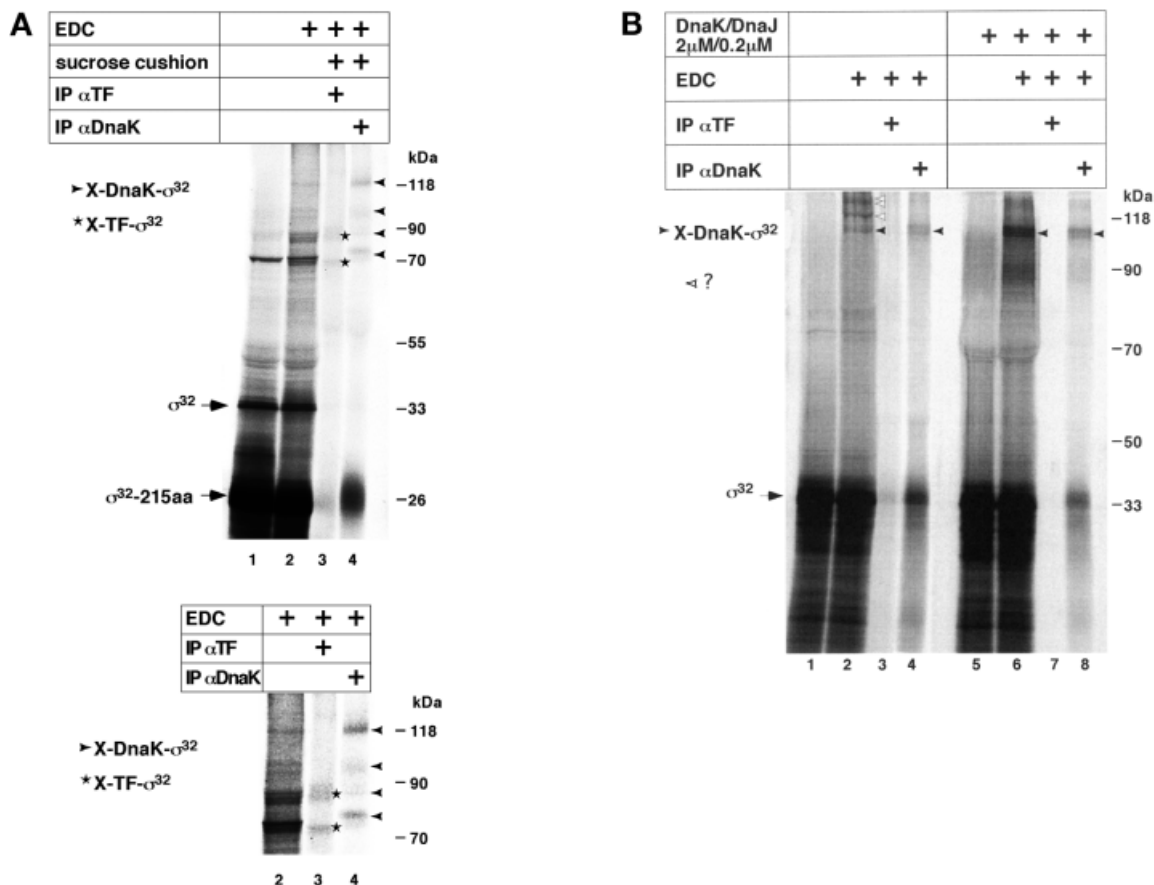 A
EDC + + +
sucrose cushion + +
IP αTF +
IP αDnaK +
kDa
►X-DnaK-σ³²
★X-TF-σ³²
–118
–90
–70
–55
σ³² –33
σ³²-215aa –26
1 2 3 4
EDC + + +
IP αTF +
IP αDnaK +
kDa
►X-DnaK-σ³²
★X-TF-σ³²
–118
–90
–70
2 3 4
B
DnaK/DnaJ
2μM/0.2μM + + + +
EDC + + + + + +
IP αTF + +
IP αDnaK + +
kDa
►X-DnaK-σ³²
◅ ?
–118
–90
–70
–50
σ³² –33
1 2 3 4 5 6 7 8